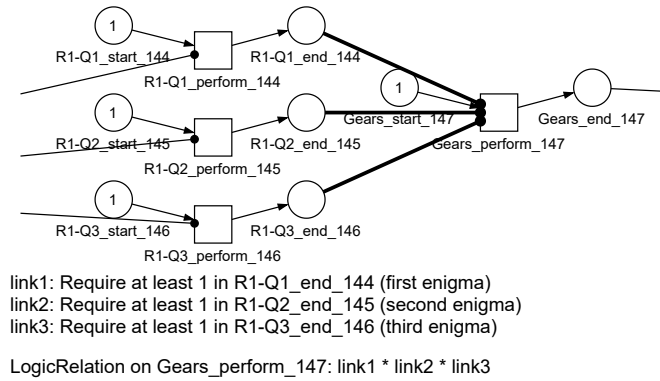 1
R1-Q1_start_144
R1-Q1_perform_144
R1-Q1_end_144
1
R1-Q2_start_145
R1-Q2_perform_145
R1-Q2_end_145
1
Gears_start_147
Gears_perform_147
Gears_end_147
1
R1-Q3_start_146
R1-Q3_perform_146
R1-Q3_end_146
link1: Require at least 1 in R1-Q1_end_144 (first enigma)
link2: Require at least 1 in R1-Q2_end_145 (second enigma)
link3: Require at least 1 in R1-Q3_end_146 (third enigma)
LogicRelation on Gears_perform_147: link1 * link2 * link3